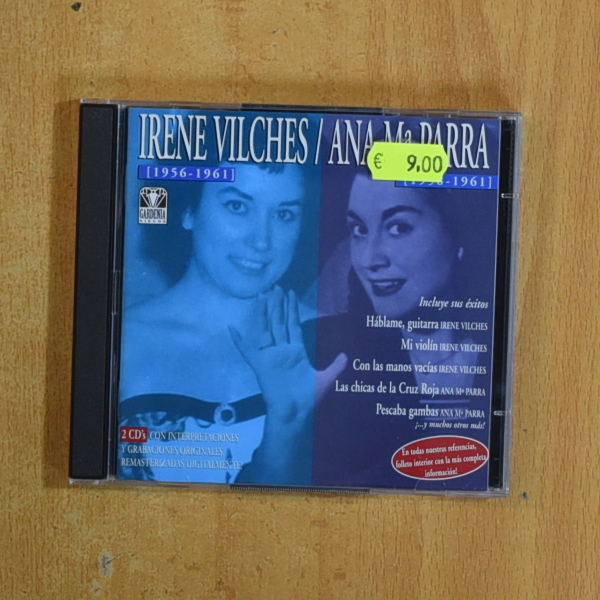 IRENE VILCHES / ANA Mª PARRA
[1956-1961]
€ 9.00
-1961]
GARDENIA
Incluye sus éxitos
Háblame, guitarra IRENE VILCHES
Mi violín IRENE VILCHES
Con las manos vacías IRENE VILCHES
Las chicas de la Cruz Roja ANA Mª PARRA
Pescaba gambas ANA Mª PARRA
¡...y muchos otros más!
2 CD's CON INTERPRETACIONES
Y GRABACIONES ORIGINALES
REMASTERIZADAS DIGITALMENTE
En todas nuestras referencias,
folleto interior con la más completa
información!